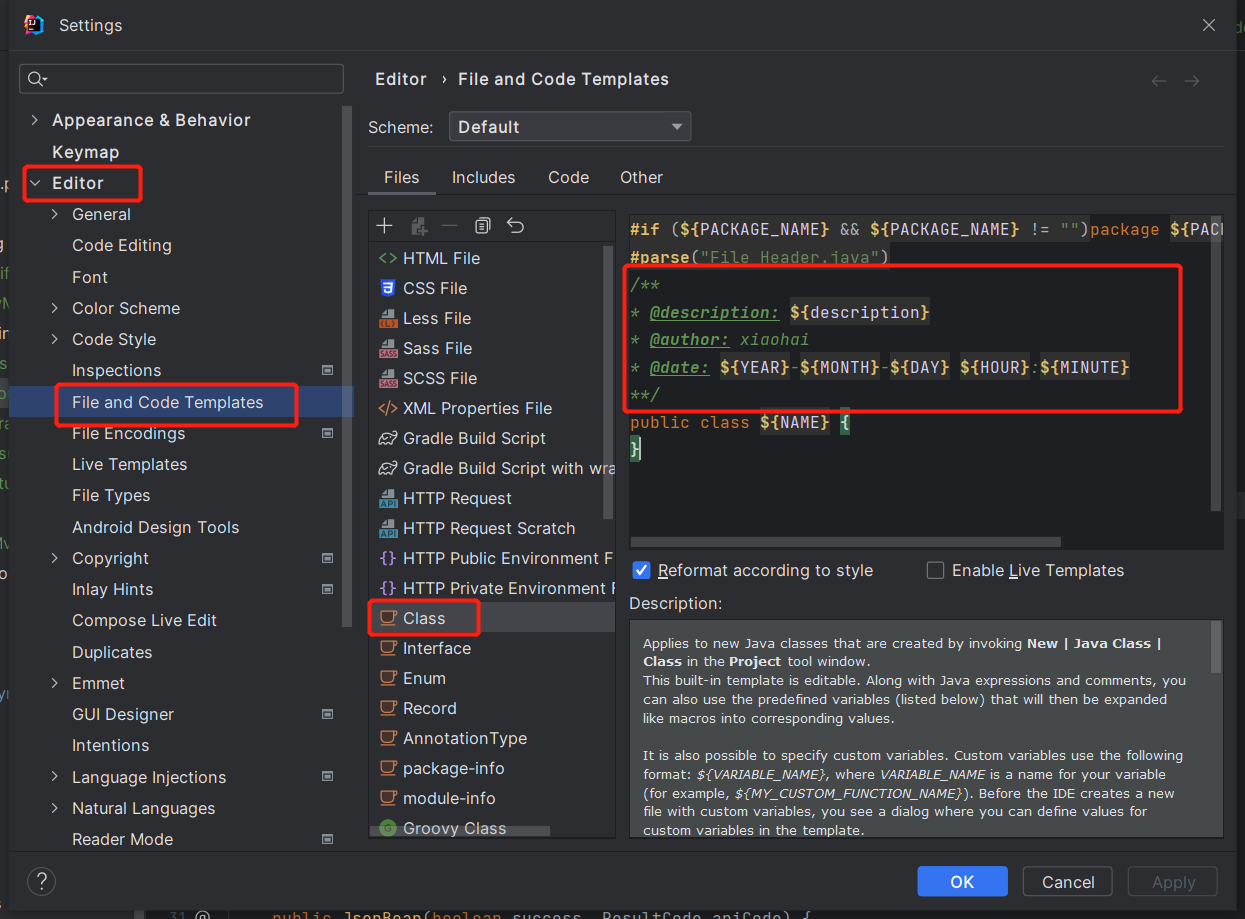 Settings
Editor › File and Code Templates
Scheme: Default
Files Includes Code Other
Appearance & Behavior
Keymap
Editor
General
Code Editing
Font
Color Scheme
Code Style
Inspections
File and Code Templates
File Encodings
Live Templates
File Types
Android Design Tools
Copyright
Inlay Hints
Compose Live Edit
Duplicates
Emmet
GUI Designer
Intentions
Language Injections
Natural Languages
Reader Mode
HTML File
CSS File
Less File
Sass File
SCSS File
XML Properties File
Gradle Build Script
Gradle Build Script with wra
HTTP Request
HTTP Request Scratch
HTTP Public Environment F
HTTP Private Environment F
Class
Interface
Enum
Record
AnnotationType
package-info
module-info
Groovy Class
#if (${PACKAGE_NAME} && ${PACKAGE_NAME} != "")package ${PACK
#parse("File Header.java")
/**
* @description: ${description}
* @author: xiaohai
* @date: ${YEAR}-${MONTH}-${DAY} ${HOUR}:${MINUTE}
**/
public class ${NAME} {
}
Reformat according to style Enable Live Templates
Description:
Applies to new Java classes that are created by invoking New | Java Class |
Class in the Project tool window.
This built-in template is editable. Along with Java expressions and comments, you
can also use the predefined variables (listed below) that will then be expanded
like macros into corresponding values.
It is also possible to specify custom variables. Custom variables use the following
format: ${VARIABLE_NAME}, where VARIABLE_NAME is a name for your variable
(for example, ${MY_CUSTOM_FUNCTION_NAME}). Before the IDE creates a new
file with custom variables, you see a dialog where you can define values for
custom variables in the template.
? OK Cancel Apply
31 @ public JsonBean(boolean success, ResultCode apiCode) {